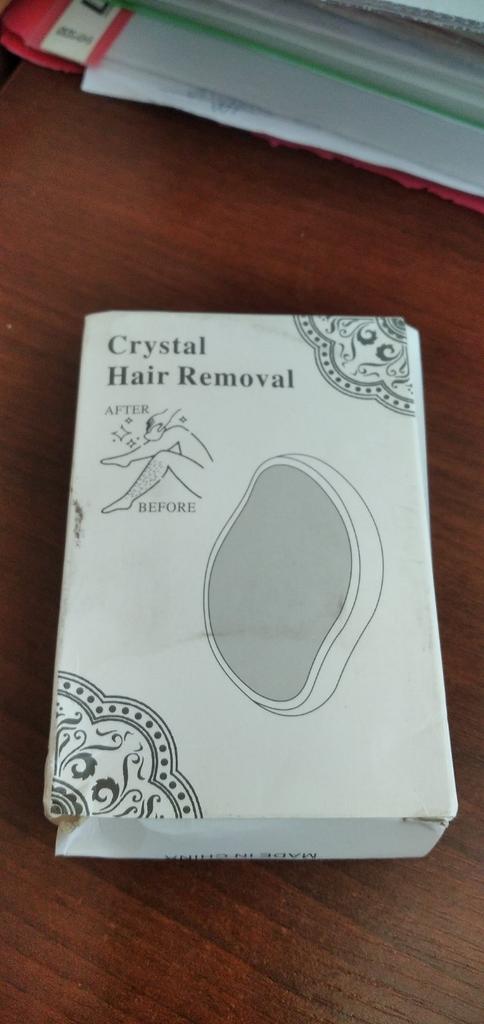 Crystal
Hair Removal
AFTER
BEFORE
MADE IN CHINA